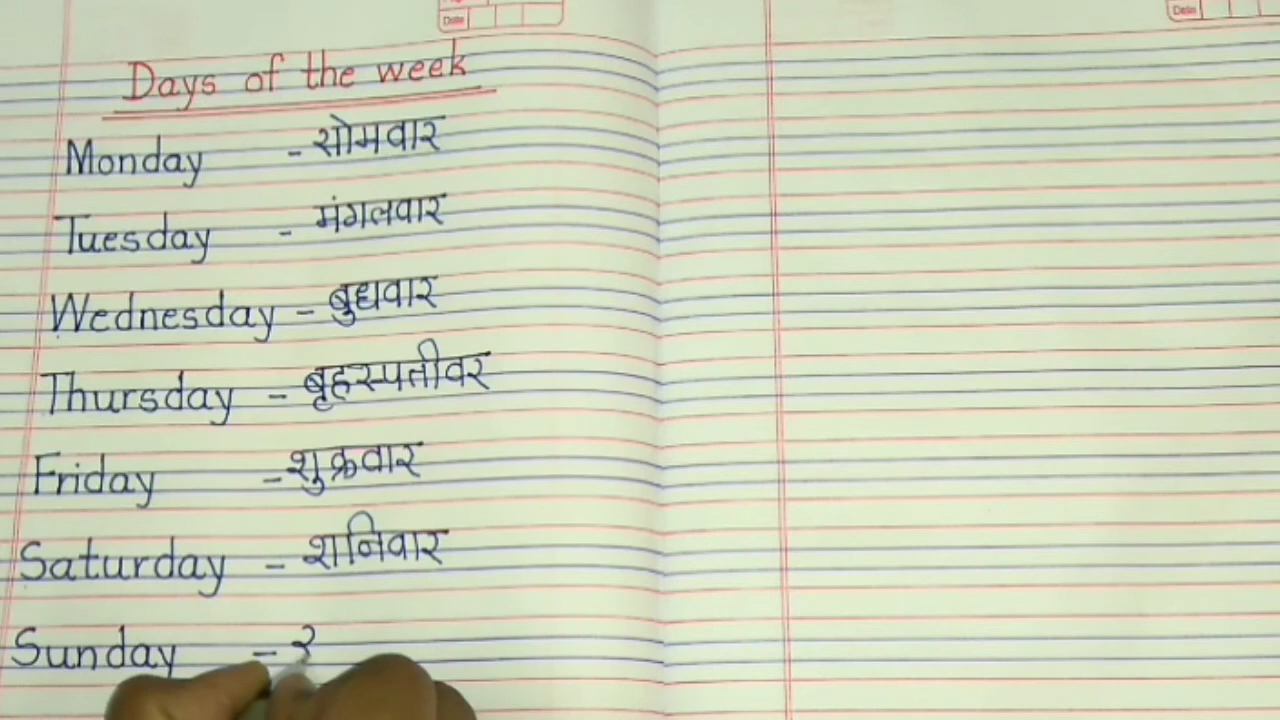 Date
Date
Days of the week
Monday - सोमवार
Tuesday - मंगलवार
Wednesday - बुधवार
Thursday - बृहस्पतीवर
Friday - शुक्रवार
Saturday - शनिवार
Sunday - र